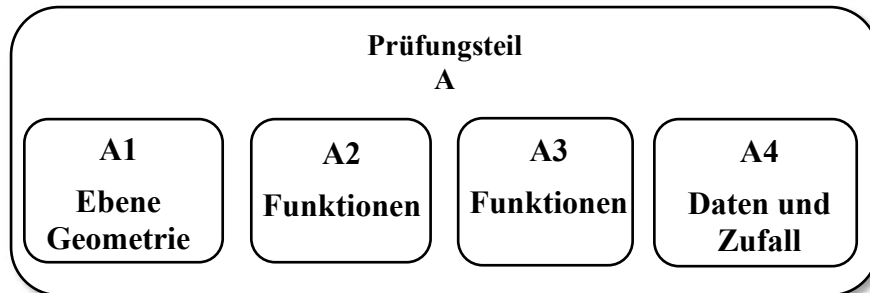 Prüfungsteil
A
A1
Ebene
Geometrie
A2
Funktionen
A3
Funktionen
A4
Daten und
Zufall